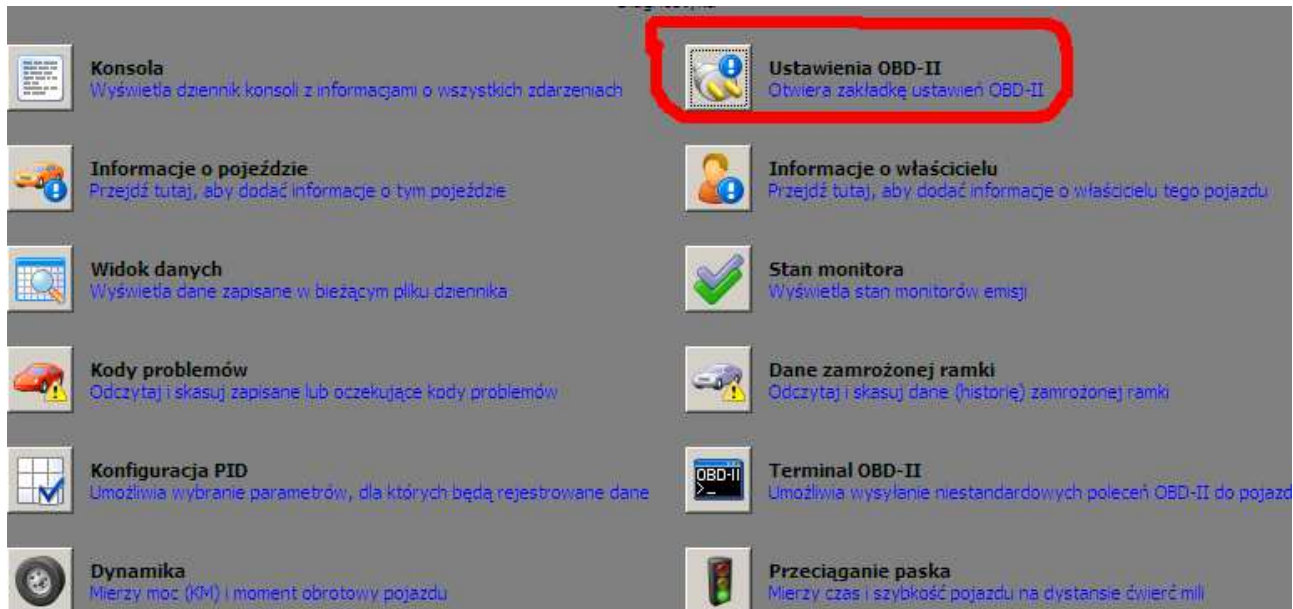 Konsola
Wyświetla dziennik konsoli z informacjami o wszystkich zdarzeniach
Ustawienia OBD-II
Otwiera zakładkę ustawień OBD-II
Informacje o pojeździe
Przejdź tutaj, aby dodać informacje o tym pojeździe
Informacje o właścicielu
Przejdź tutaj, aby dodać informacje o właścicielu tego pojazdu
Widok danych
Wyświetla dane zapisane w bieżącym pliku dziennika
Stan monitora
Wyświetla stan monitorów emisji
Kody problemów
Odczytaj i skasuj zapisane lub oczekujące kody problemów
Dane zamrożonej ramki
Odczytaj i skasuj dane (historię) zamrożonej ramki
Konfiguracja PID
Umożliwia wybranie parametrów, dla których będą rejestrowane dane
OBD-II
>_
Terminal OBD-II
Umożliwia wysyłanie niestandardowych poleceń OBD-II do pojazd
Dynamika
Mierzy moc (KM) i moment obrotowy pojazdu
Przeciąganie paska
Mierzy czas i szybkość pojazdu na dystansie ćwierć mili